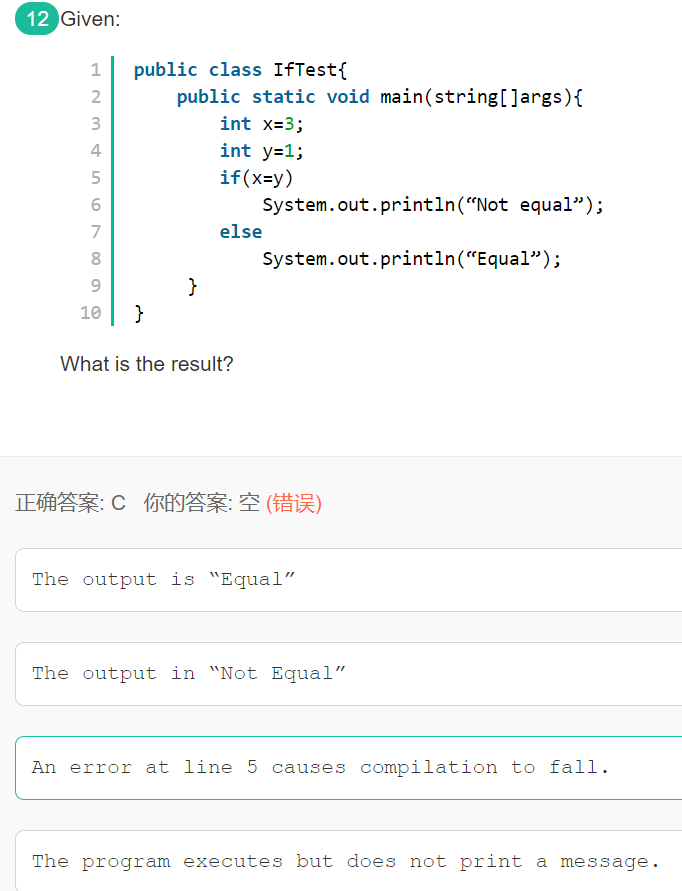 12 Given:
1 public class IfTest{
2 public static void main(string[]args){
3 int x=3;
4 int y=1;
5 if(x=y)
6 System.out.println(“Not equal”);
7 else
8 System.out.println(“Equal”);
9 }
10 }
What is the result?
正确答案: C 你的答案: 空 (错误)
The output is “Equal”
The output in “Not Equal”
An error at line 5 causes compilation to fall.
The program executes but does not print a message.